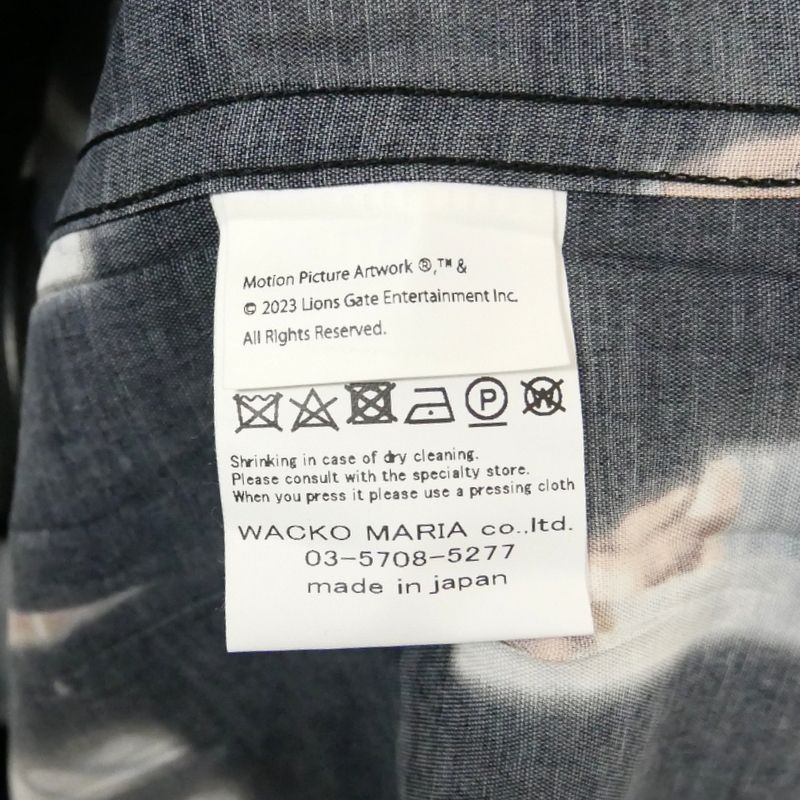 Motion Picture Artwork ®,™ &
© 2023 Lions Gate Entertainment Inc.
All Rights Reserved.
P W
Shrinking in case of dry cleaning.
Please consult with the specialty store.
When you press it please use a pressing cloth
WACKO MARIA co.,ltd.
03-5708-5277
made in japan